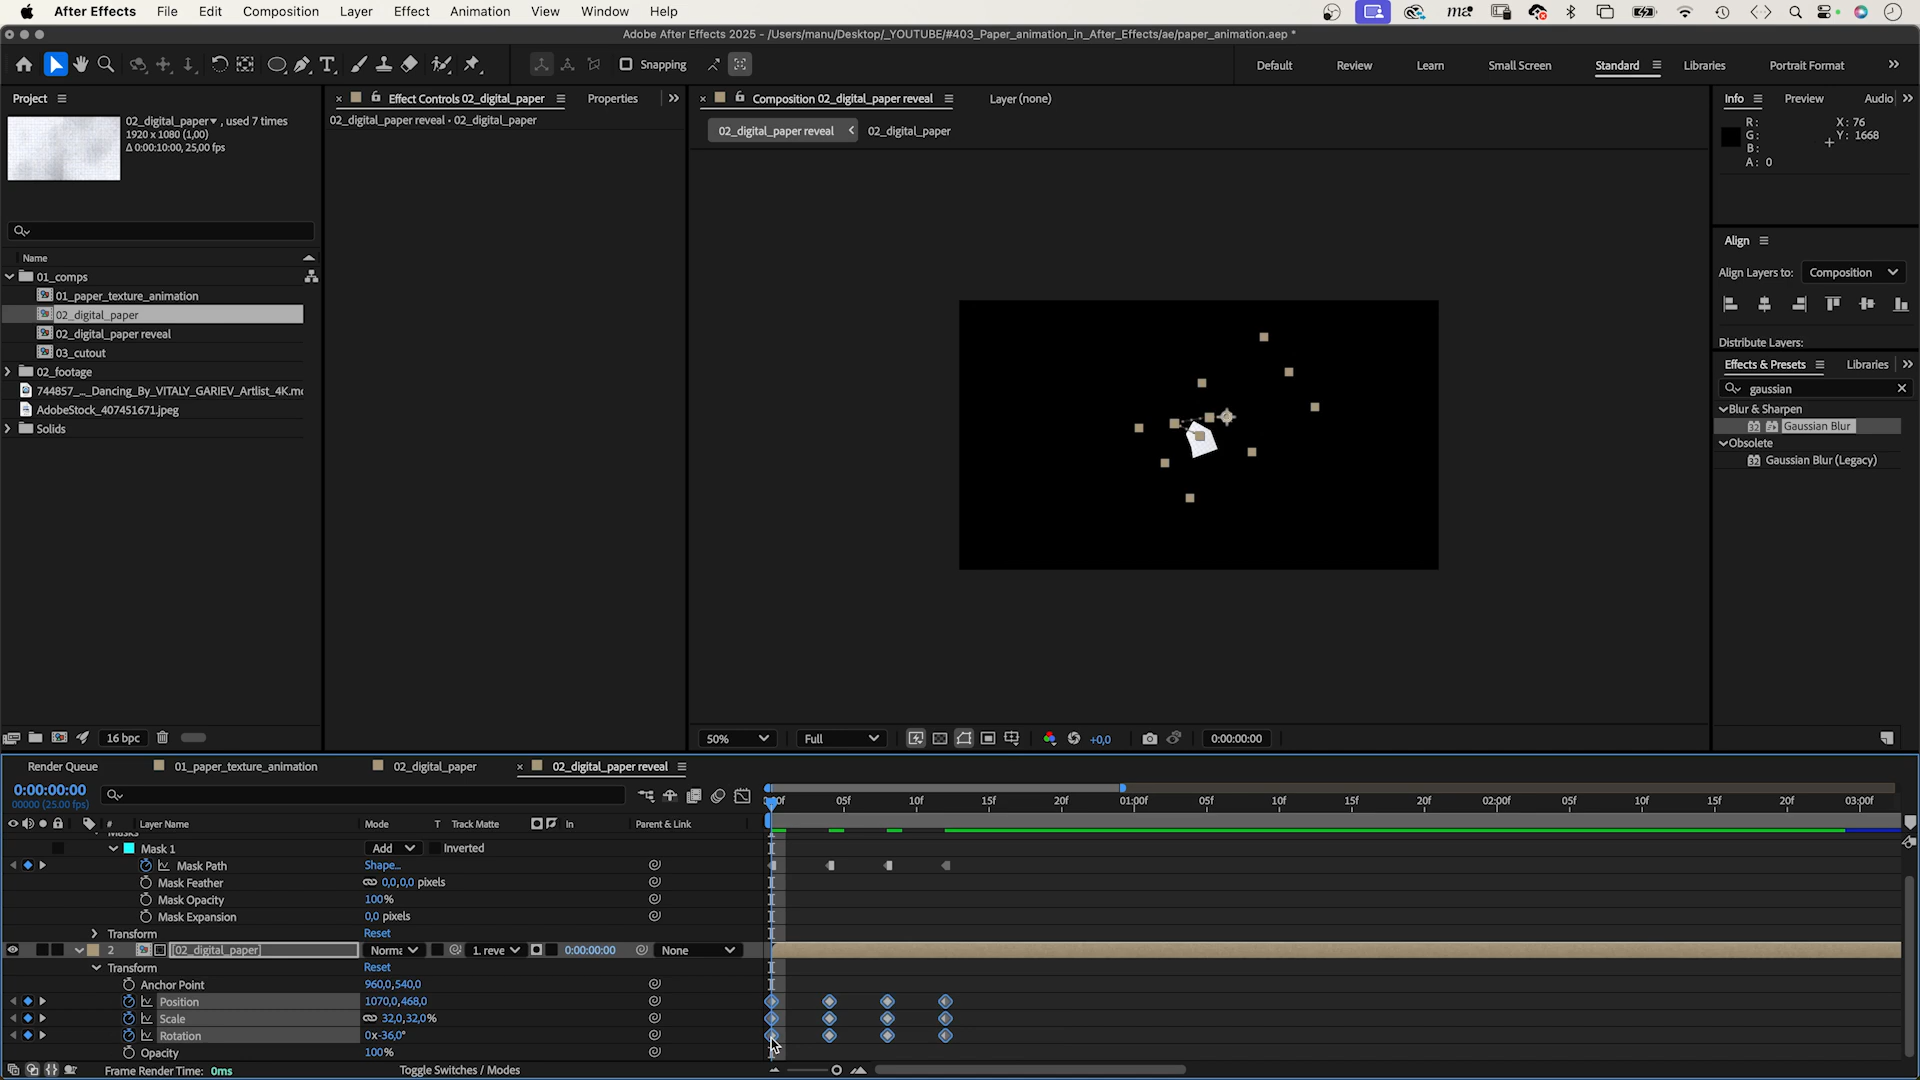 After Effects File Edit Composition Layer Effect Animation View Window Help
Adobe After Effects 2025 - /Users/manu/Desktop/_YOUTUBE/#403_Paper_animation_in_After_Effects/ae/paper_animation.aep *
Snapping
Default Review Learn Small Screen Standard Libraries Portrait Format
Project
02_digital_paper , used 7 times
1920 x 1080 (1,00)
Δ 0:00:10:00, 25,00 fps
Name
01_comps
01_paper_texture_animation
02_digital_paper
02_digital_paper reveal
03_cutout
02_footage
744857_..._Dancing_By_VITALY_GARIEV_Artlist_4K.mo
AdobeStock_407451671.jpeg
Solids
16 bpc
Effect Controls 02_digital_paper Properties
02_digital_paper reveal • 02_digital_paper
Composition 02_digital_paper reveal Layer (none)
02_digital_paper reveal 02_digital_paper
50% Full +0,0 0:00:00:00
Info Preview Audio
R: X: 76
G: Y: 1668
B:
A: 0
Align
Align Layers to: Composition
Distribute Layers:
Effects & Presets Libraries
gaussian
Blur & Sharpen
32 Gaussian Blur
Obsolete
32 Gaussian Blur (Legacy)
Render Queue 01_paper_texture_animation 02_digital_paper 02_digital_paper reveal
0:00:00:00
00000 (25.00 fps)
05f 10f 15f 20f 01:00f 05f 10f 15f 20f 02:00f 05f 10f 15f 20f 03:00f
# Layer Name Mode T Track Matte In Parent & Link
Masks
Mask 1 Add Inverted
Mask Path Shape...
Mask Feather 0,0,0,0 pixels
Mask Opacity 100%
Mask Expansion 0,0 pixels
Transform Reset
2 [02_digital_paper] Norma 1. reve 0:00:00:00 None
Transform Reset
Anchor Point 960,0,540,0
Position 1070,0,468,0
Scale 32,0,32,0%
Rotation 0x-36,0°
Opacity 100%
Frame Render Time: 0ms Toggle Switches / Modes